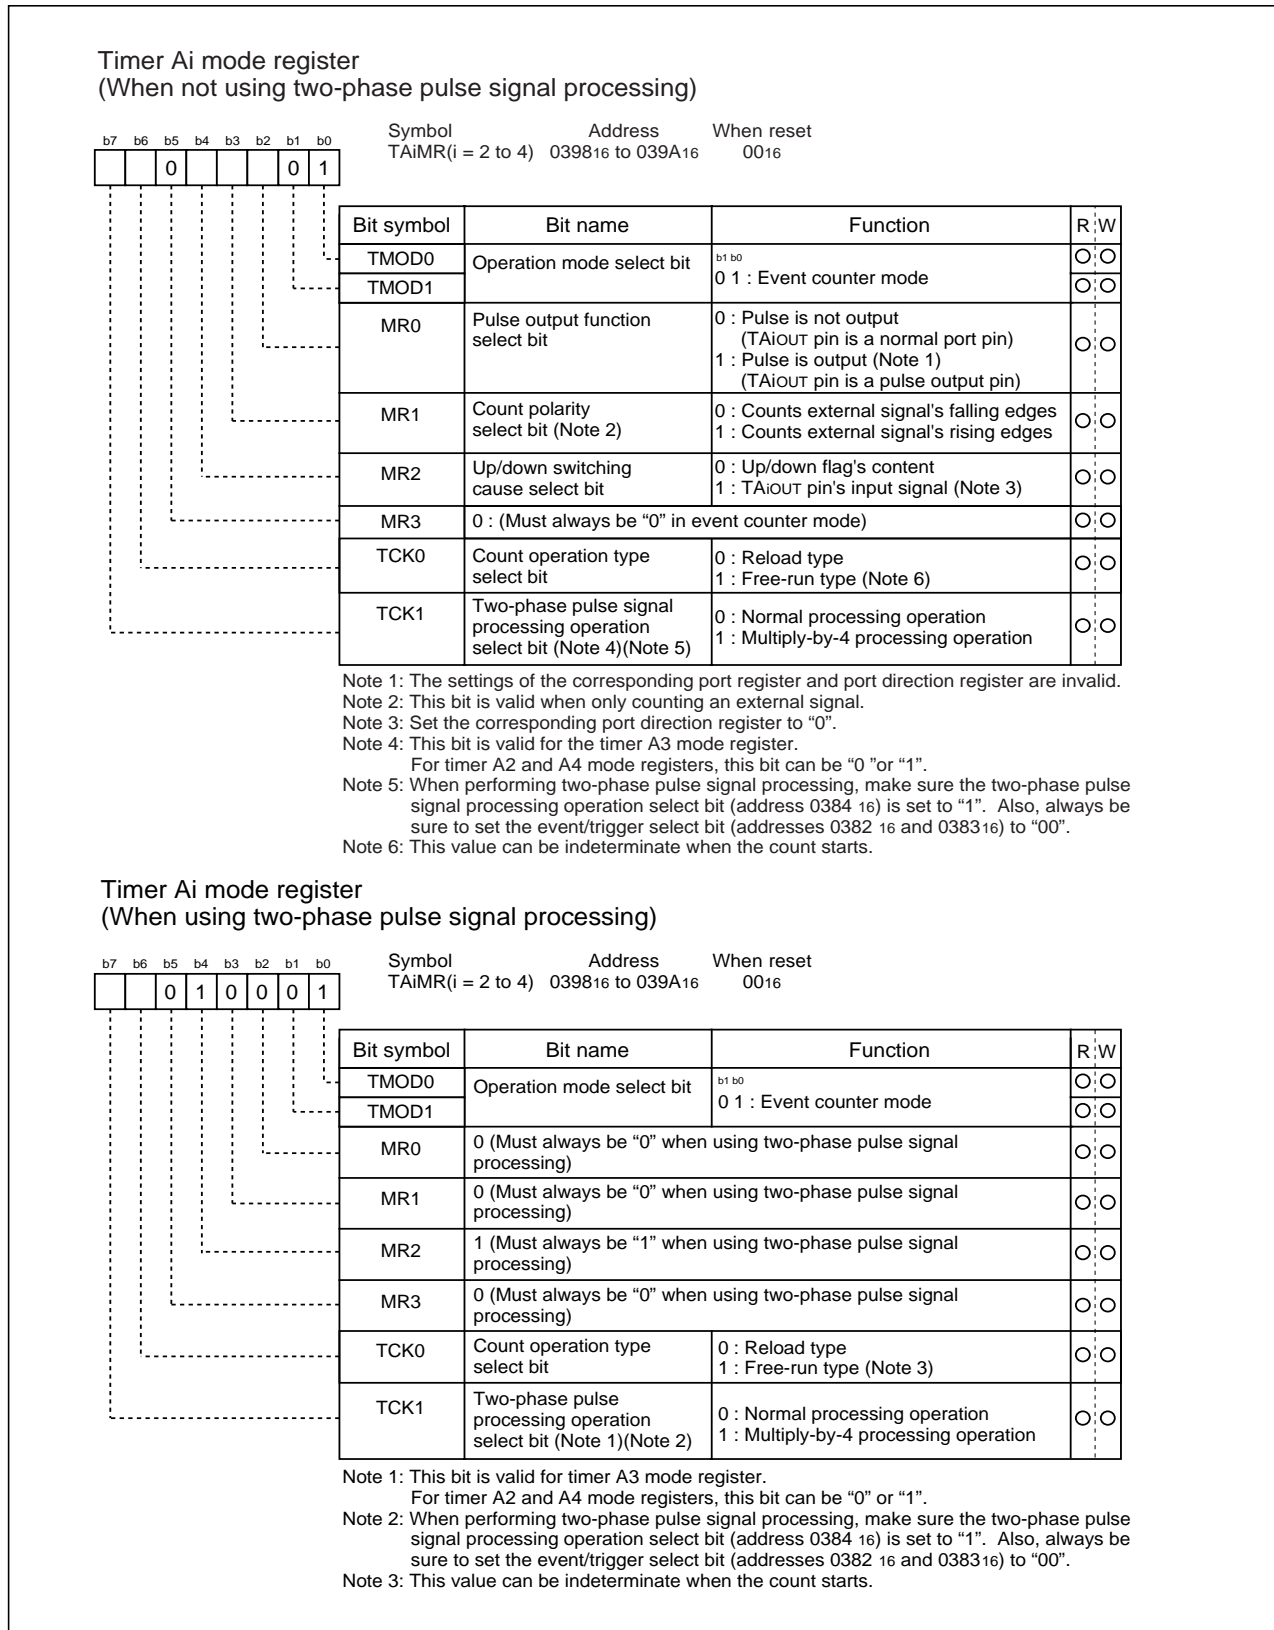 Timer Ai mode register
(When not using two-phase pulse signal processing)
Symbol Address When reset
b7 b6 b5 b4 b3 b2 b1 b0
TAiMR(i = 2 to 4) 039816 to 039A16 0016
0 0 1
Bit symbol Bit name Function R W
TMOD0 Operation mode select bit b1 b0
TMOD1 0 1 : Event counter mode
MR0 Pulse output function 0 : Pulse is not output
select bit (TAiOUT pin is a normal port pin)
1 : Pulse is output (Note 1)
(TAiOUT pin is a pulse output pin)
MR1 Count polarity 0 : Counts external signal's falling edges
select bit (Note 2) 1 : Counts external signal's rising edges
MR2 Up/down switching 0 : Up/down flag's content
cause select bit 1 : TAiOUT pin's input signal (Note 3)
MR3 0 : (Must always be “0” in event counter mode)
TCK0 Count operation type 0 : Reload type
select bit 1 : Free-run type (Note 6)
TCK1 Two-phase pulse signal 0 : Normal processing operation
processing operation 1 : Multiply-by-4 processing operation
select bit (Note 4)(Note 5)
Note 1: The settings of the corresponding port register and port direction register are invalid.
Note 2: This bit is valid when only counting an external signal.
Note 3: Set the corresponding port direction register to “0”.
Note 4: This bit is valid for the timer A3 mode register.
For timer A2 and A4 mode registers, this bit can be “0 ”or “1”.
Note 5: When performing two-phase pulse signal processing, make sure the two-phase pulse
signal processing operation select bit (address 0384 16) is set to “1”. Also, always be
sure to set the event/trigger select bit (addresses 0382 16 and 038316) to “00”.
Note 6: This value can be indeterminate when the count starts.
Timer Ai mode register
(When using two-phase pulse signal processing)
Symbol Address When reset
b7 b6 b5 b4 b3 b2 b1 b0
TAiMR(i = 2 to 4) 039816 to 039A16 0016
0 1 0 0 0 1
Bit symbol Bit name Function R W
TMOD0 Operation mode select bit b1 b0
TMOD1 0 1 : Event counter mode
MR0 0 (Must always be “0” when using two-phase pulse signal
processing)
MR1 0 (Must always be “0” when using two-phase pulse signal
processing)
MR2 1 (Must always be “1” when using two-phase pulse signal
processing)
MR3 0 (Must always be “0” when using two-phase pulse signal
processing)
TCK0 Count operation type 0 : Reload type
select bit 1 : Free-run type (Note 3)
TCK1 Two-phase pulse 0 : Normal processing operation
processing operation 1 : Multiply-by-4 processing operation
select bit (Note 1)(Note 2)
Note 1: This bit is valid for timer A3 mode register.
For timer A2 and A4 mode registers, this bit can be “0” or “1”.
Note 2: When performing two-phase pulse signal processing, make sure the two-phase pulse
signal processing operation select bit (address 0384 16) is set to “1”. Also, always be
sure to set the event/trigger select bit (addresses 0382 16 and 038316) to “00”.
Note 3: This value can be indeterminate when the count starts.